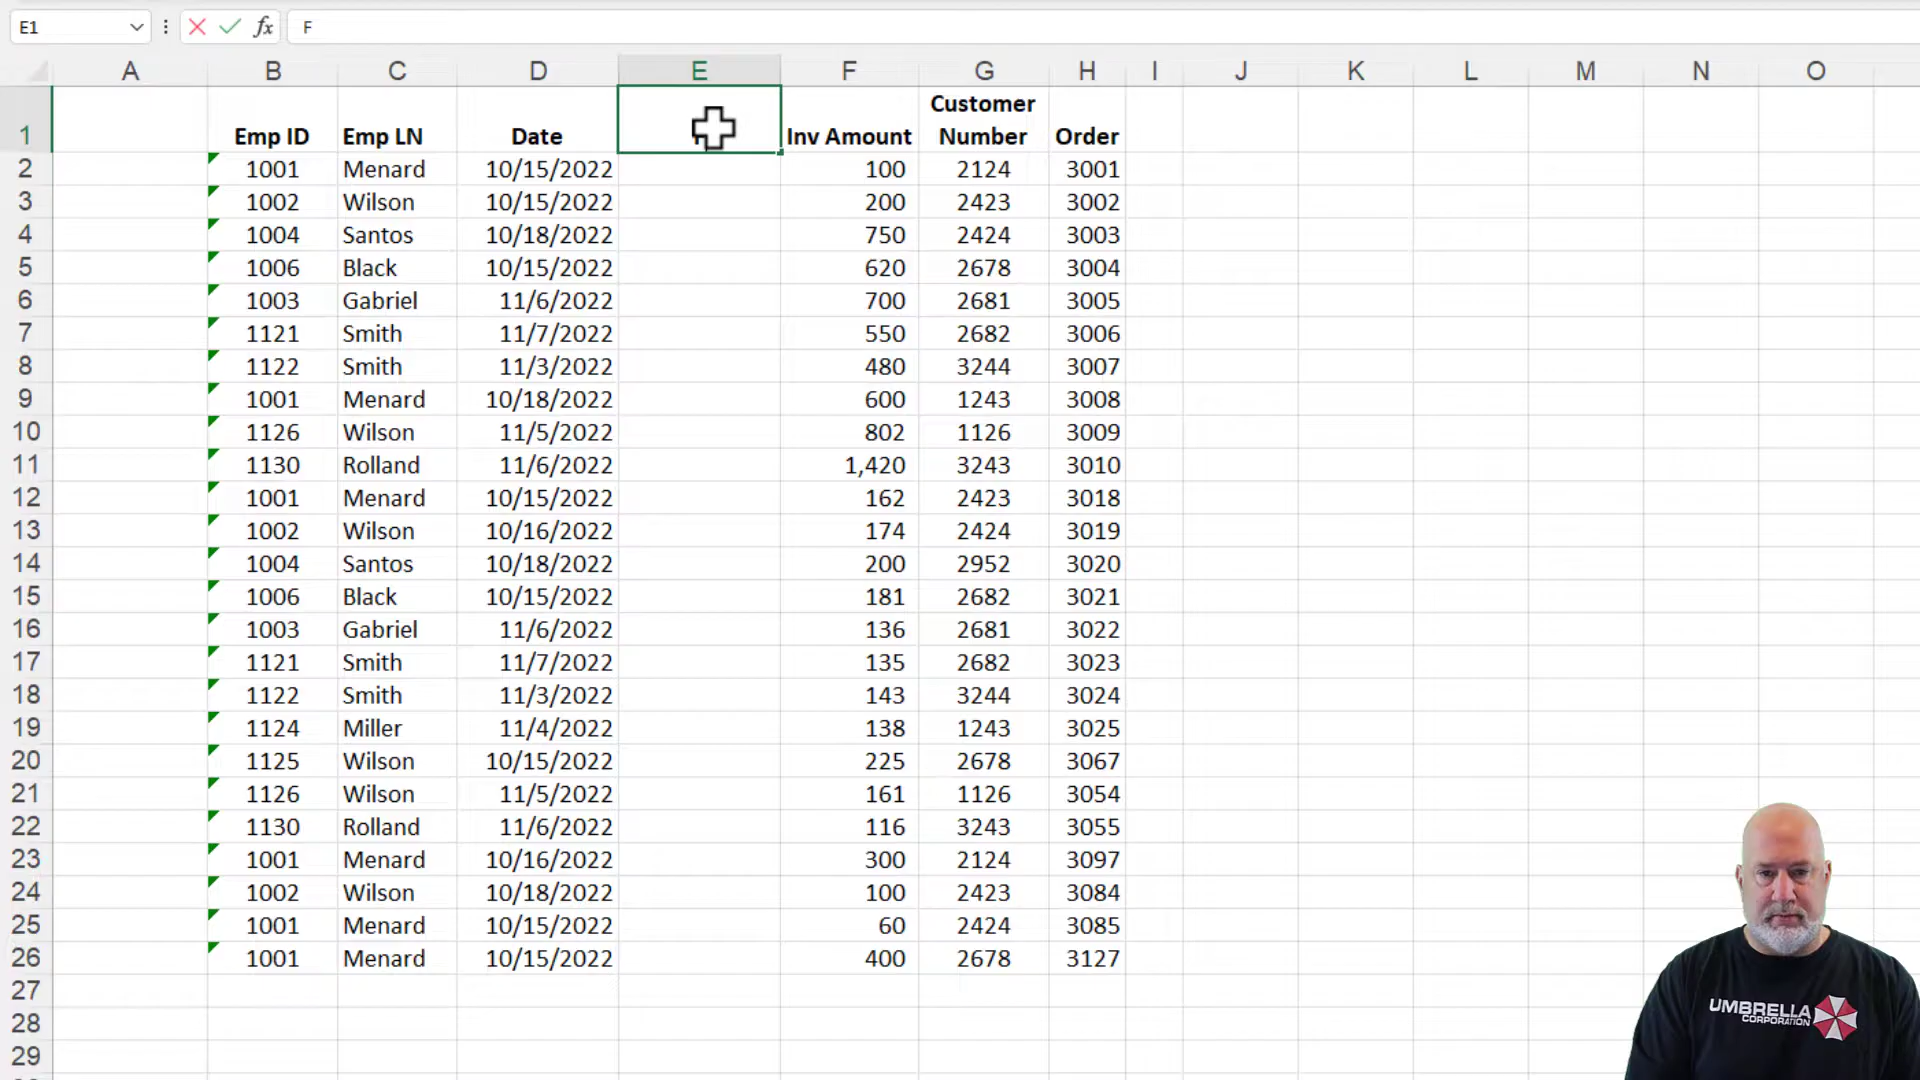 E1 fx F
A B C D E F G H I J K L M N O
1 Emp ID Emp LN Date Inv Amount Customer Number Order
2 1001 Menard 10/15/2022 100 2124 3001
3 1002 Wilson 10/15/2022 200 2423 3002
4 1004 Santos 10/18/2022 750 2424 3003
5 1006 Black 10/15/2022 620 2678 3004
6 1003 Gabriel 11/6/2022 700 2681 3005
7 1121 Smith 11/7/2022 550 2682 3006
8 1122 Smith 11/3/2022 480 3244 3007
9 1001 Menard 10/18/2022 600 1243 3008
10 1126 Wilson 11/5/2022 802 1126 3009
11 1130 Rolland 11/6/2022 1,420 3243 3010
12 1001 Menard 10/15/2022 162 2423 3018
13 1002 Wilson 10/16/2022 174 2424 3019
14 1004 Santos 10/18/2022 200 2952 3020
15 1006 Black 10/15/2022 181 2682 3021
16 1003 Gabriel 11/6/2022 136 2681 3022
17 1121 Smith 11/7/2022 135 2682 3023
18 1122 Smith 11/3/2022 143 3244 3024
19 1124 Miller 11/4/2022 138 1243 3025
20 1125 Wilson 10/15/2022 225 2678 3067
21 1126 Wilson 11/5/2022 161 1126 3054
22 1130 Rolland 11/6/2022 116 3243 3055
23 1001 Menard 10/16/2022 300 2124 3097
24 1002 Wilson 10/18/2022 100 2423 3084
25 1001 Menard 10/15/2022 60 2424 3085
26 1001 Menard 10/15/2022 400 2678 3127
27
28
29
UMBRELLA
CORPORATION